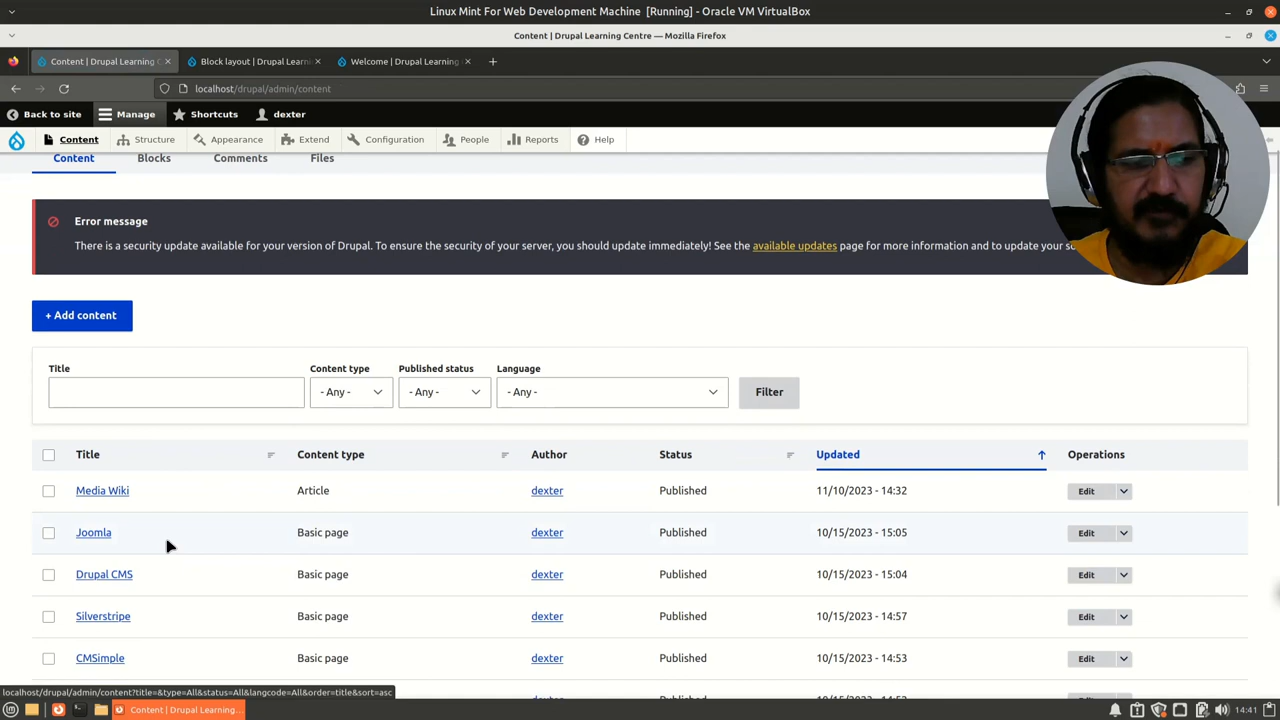 Linux Mint For Web Development Machine [Running] - Oracle VM VirtualBox
Content | Drupal Learning Centre — Mozilla Firefox
Content | Drupal Learning C
Block layout | Drupal Learni
Welcome | Drupal Learning
localhost/drupal/admin/content
Back to site
Manage
Shortcuts
dexter
Content
Structure
Appearance
Extend
Configuration
People
Reports
Help
Content
Blocks
Comments
Files
Error message
There is a security update available for your version of Drupal. To ensure the security of your server, you should update immediately! See the available updates page for more information and to update your
+ Add content
Title
Content type
Published status
Language
- Any -
- Any -
- Any -
Filter
Title Content type Author Status Updated Operations
Media Wiki Article dexter Published 11/10/2023 - 14:32 Edit
Joomla Basic page dexter Published 10/15/2023 - 15:05 Edit
Drupal CMS Basic page dexter Published 10/15/2023 - 15:04 Edit
Silverstripe Basic page dexter Published 10/15/2023 - 14:57 Edit
CMSimple Basic page dexter Published 10/15/2023 - 14:53 Edit
localhost/drupal/admin/content?title=&type=All&status=All&langcode=All&order=title&sort=asc
Content | Drupal Learning...
14:41